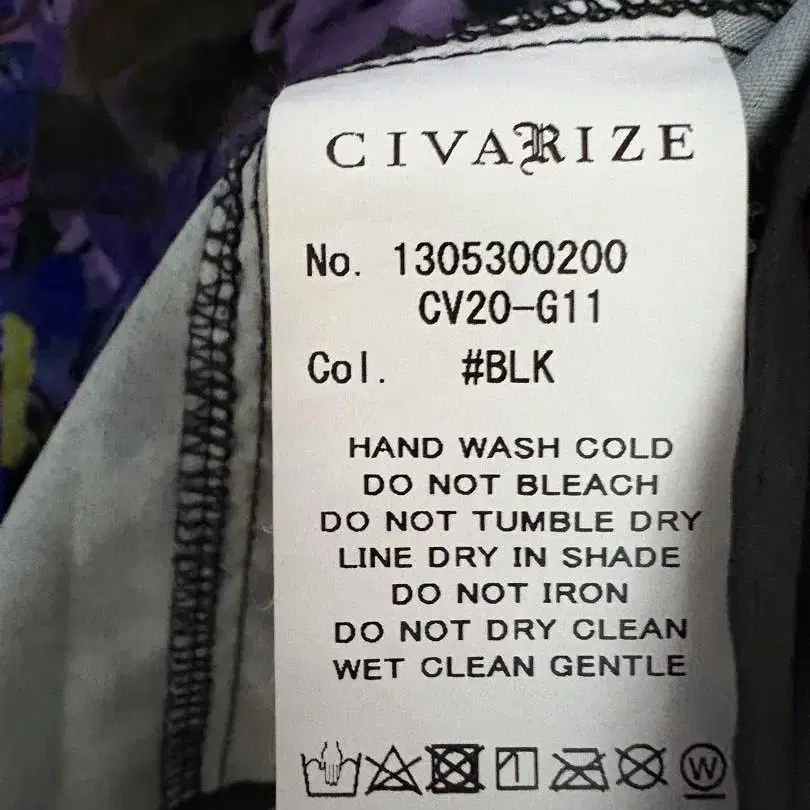 CIVARIZE
No. 1305300200
CV20-G11
Col. #BLK
HAND WASH COLD
DO NOT BLEACH
DO NOT TUMBLE DRY
LINE DRY IN SHADE
DO NOT IRON
DO NOT DRY CLEAN
WET CLEAN GENTLE
W